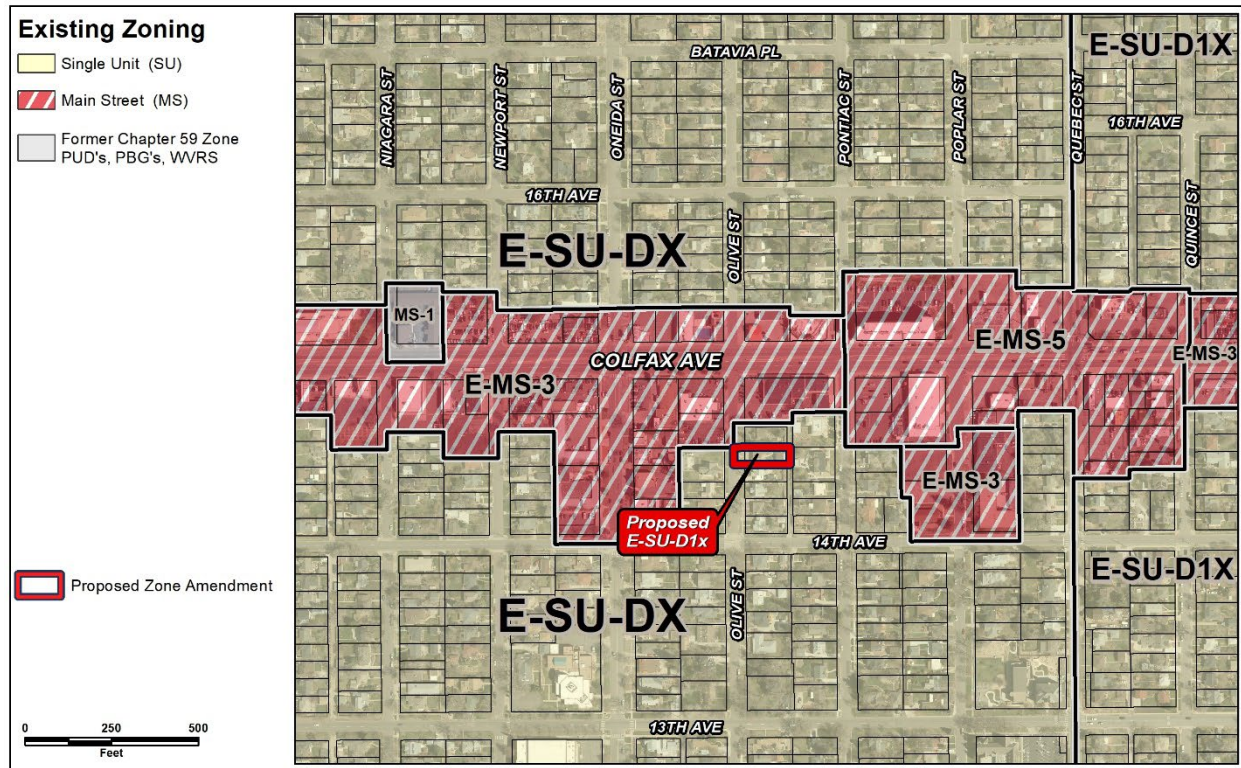 Existing Zoning
Single Unit (SU)
Main Street (MS)
Former Chapter 59 Zone
PUD's, PBG's, WVRS
Proposed Zone Amendment
0 250 500
Feet
BATAVIA PL
E-SU-D1X
NIAGARA ST
NEWPORT ST
ONEIDA ST
PONTIAC ST
POPLAR ST
QUEBEC ST
16TH AVE
QUINCE ST
16TH AVE
OLIVE ST
E-SU-DX
MS-1
COLFAX AVE
E-MS-3
E-MS-5
E-MS-3
E-MS-3
Proposed
E-SU-D1x
14TH AVE
E-SU-D1X
OLIVE ST
E-SU-DX
13TH AVE